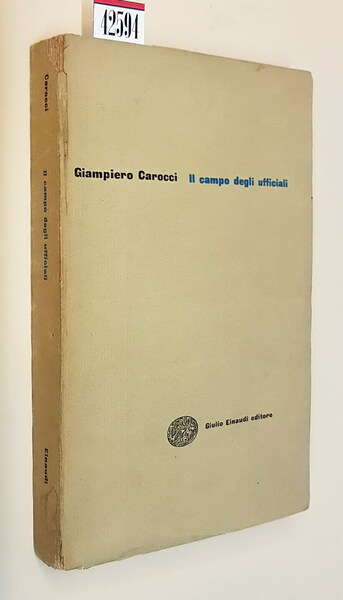 42594
Giampiero Carocci Il campo degli ufficiali
Giulio Einaudi editore
Carocci
Il campo degli ufficiali
Einaudi